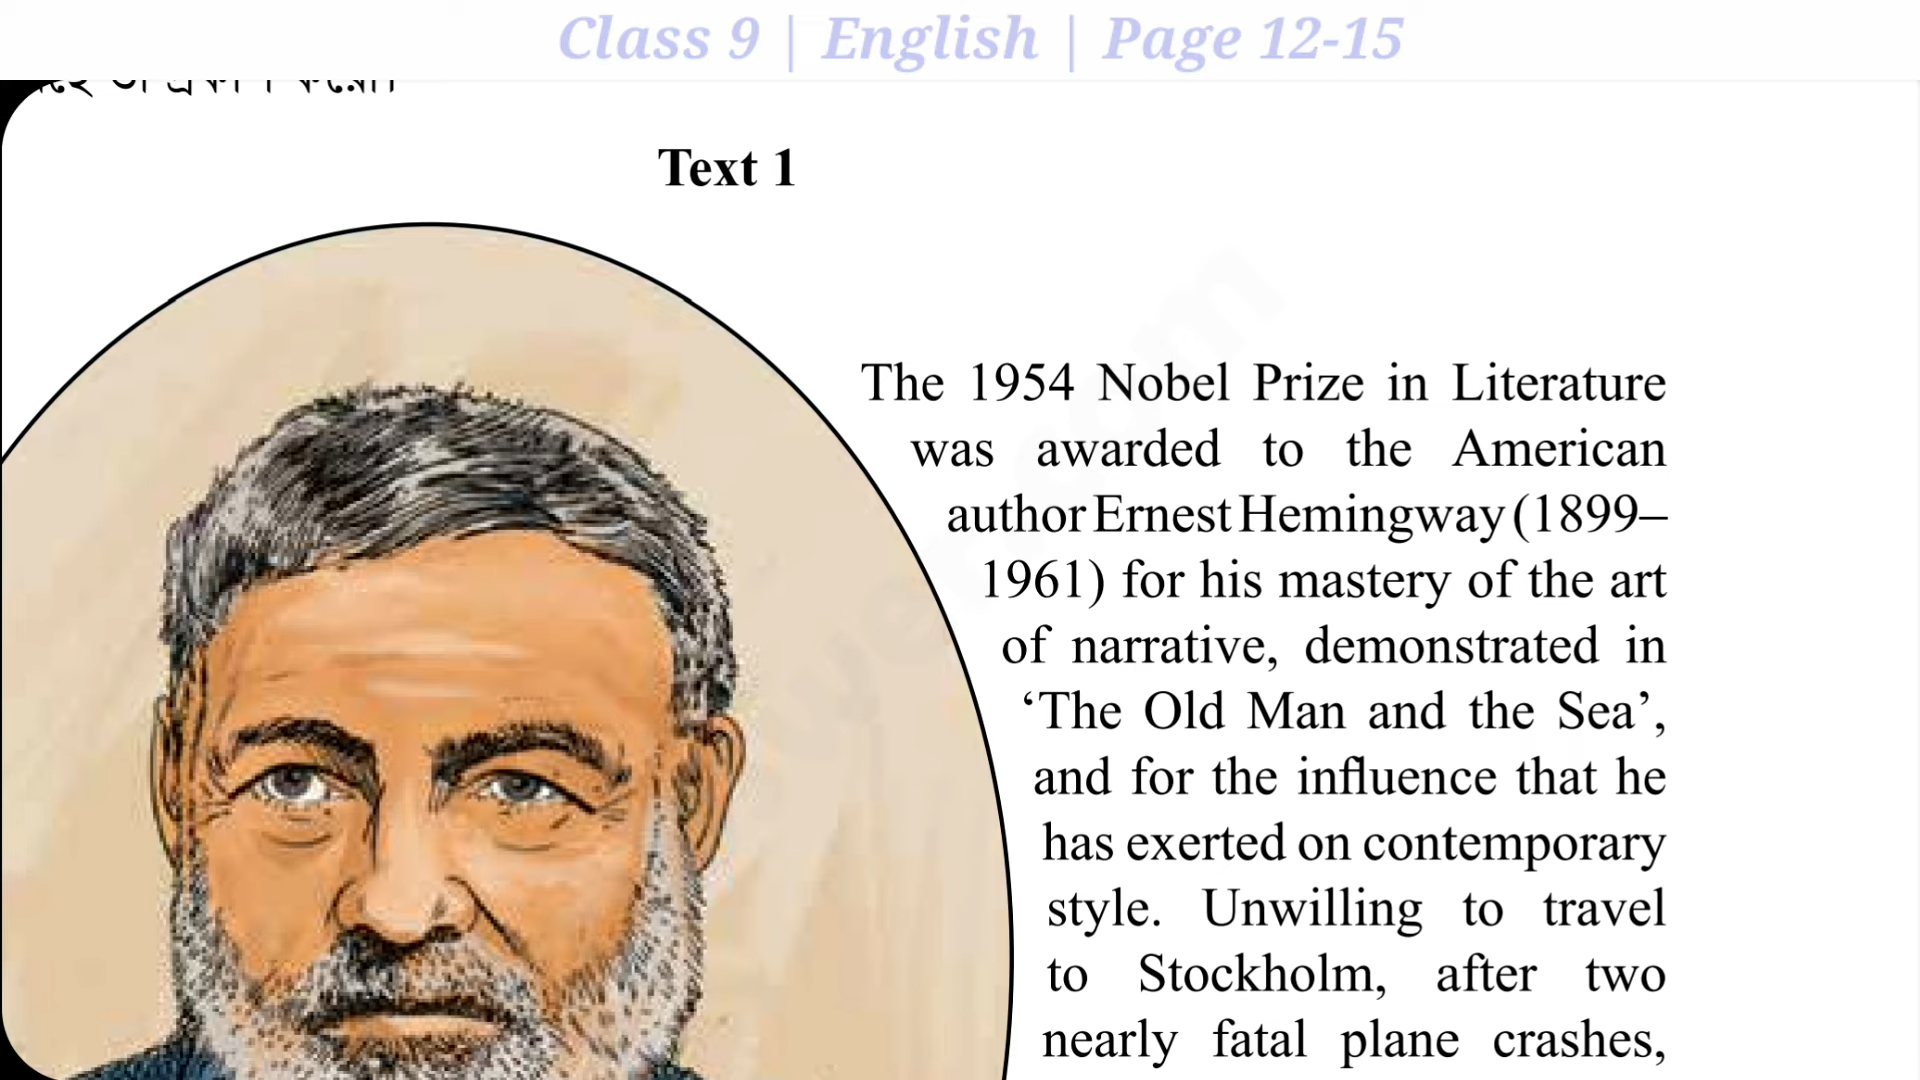 Class 9 | English | Page 12-15
Text 1
The 1954 Nobel Prize in Literature
was awarded to the American
author Ernest Hemingway (1899–
1961) for his mastery of the art
of narrative, demonstrated in
‘The Old Man and the Sea’,
and for the influence that he
has exerted on contemporary
style. Unwilling to travel
to Stockholm, after two
nearly fatal plane crashes,